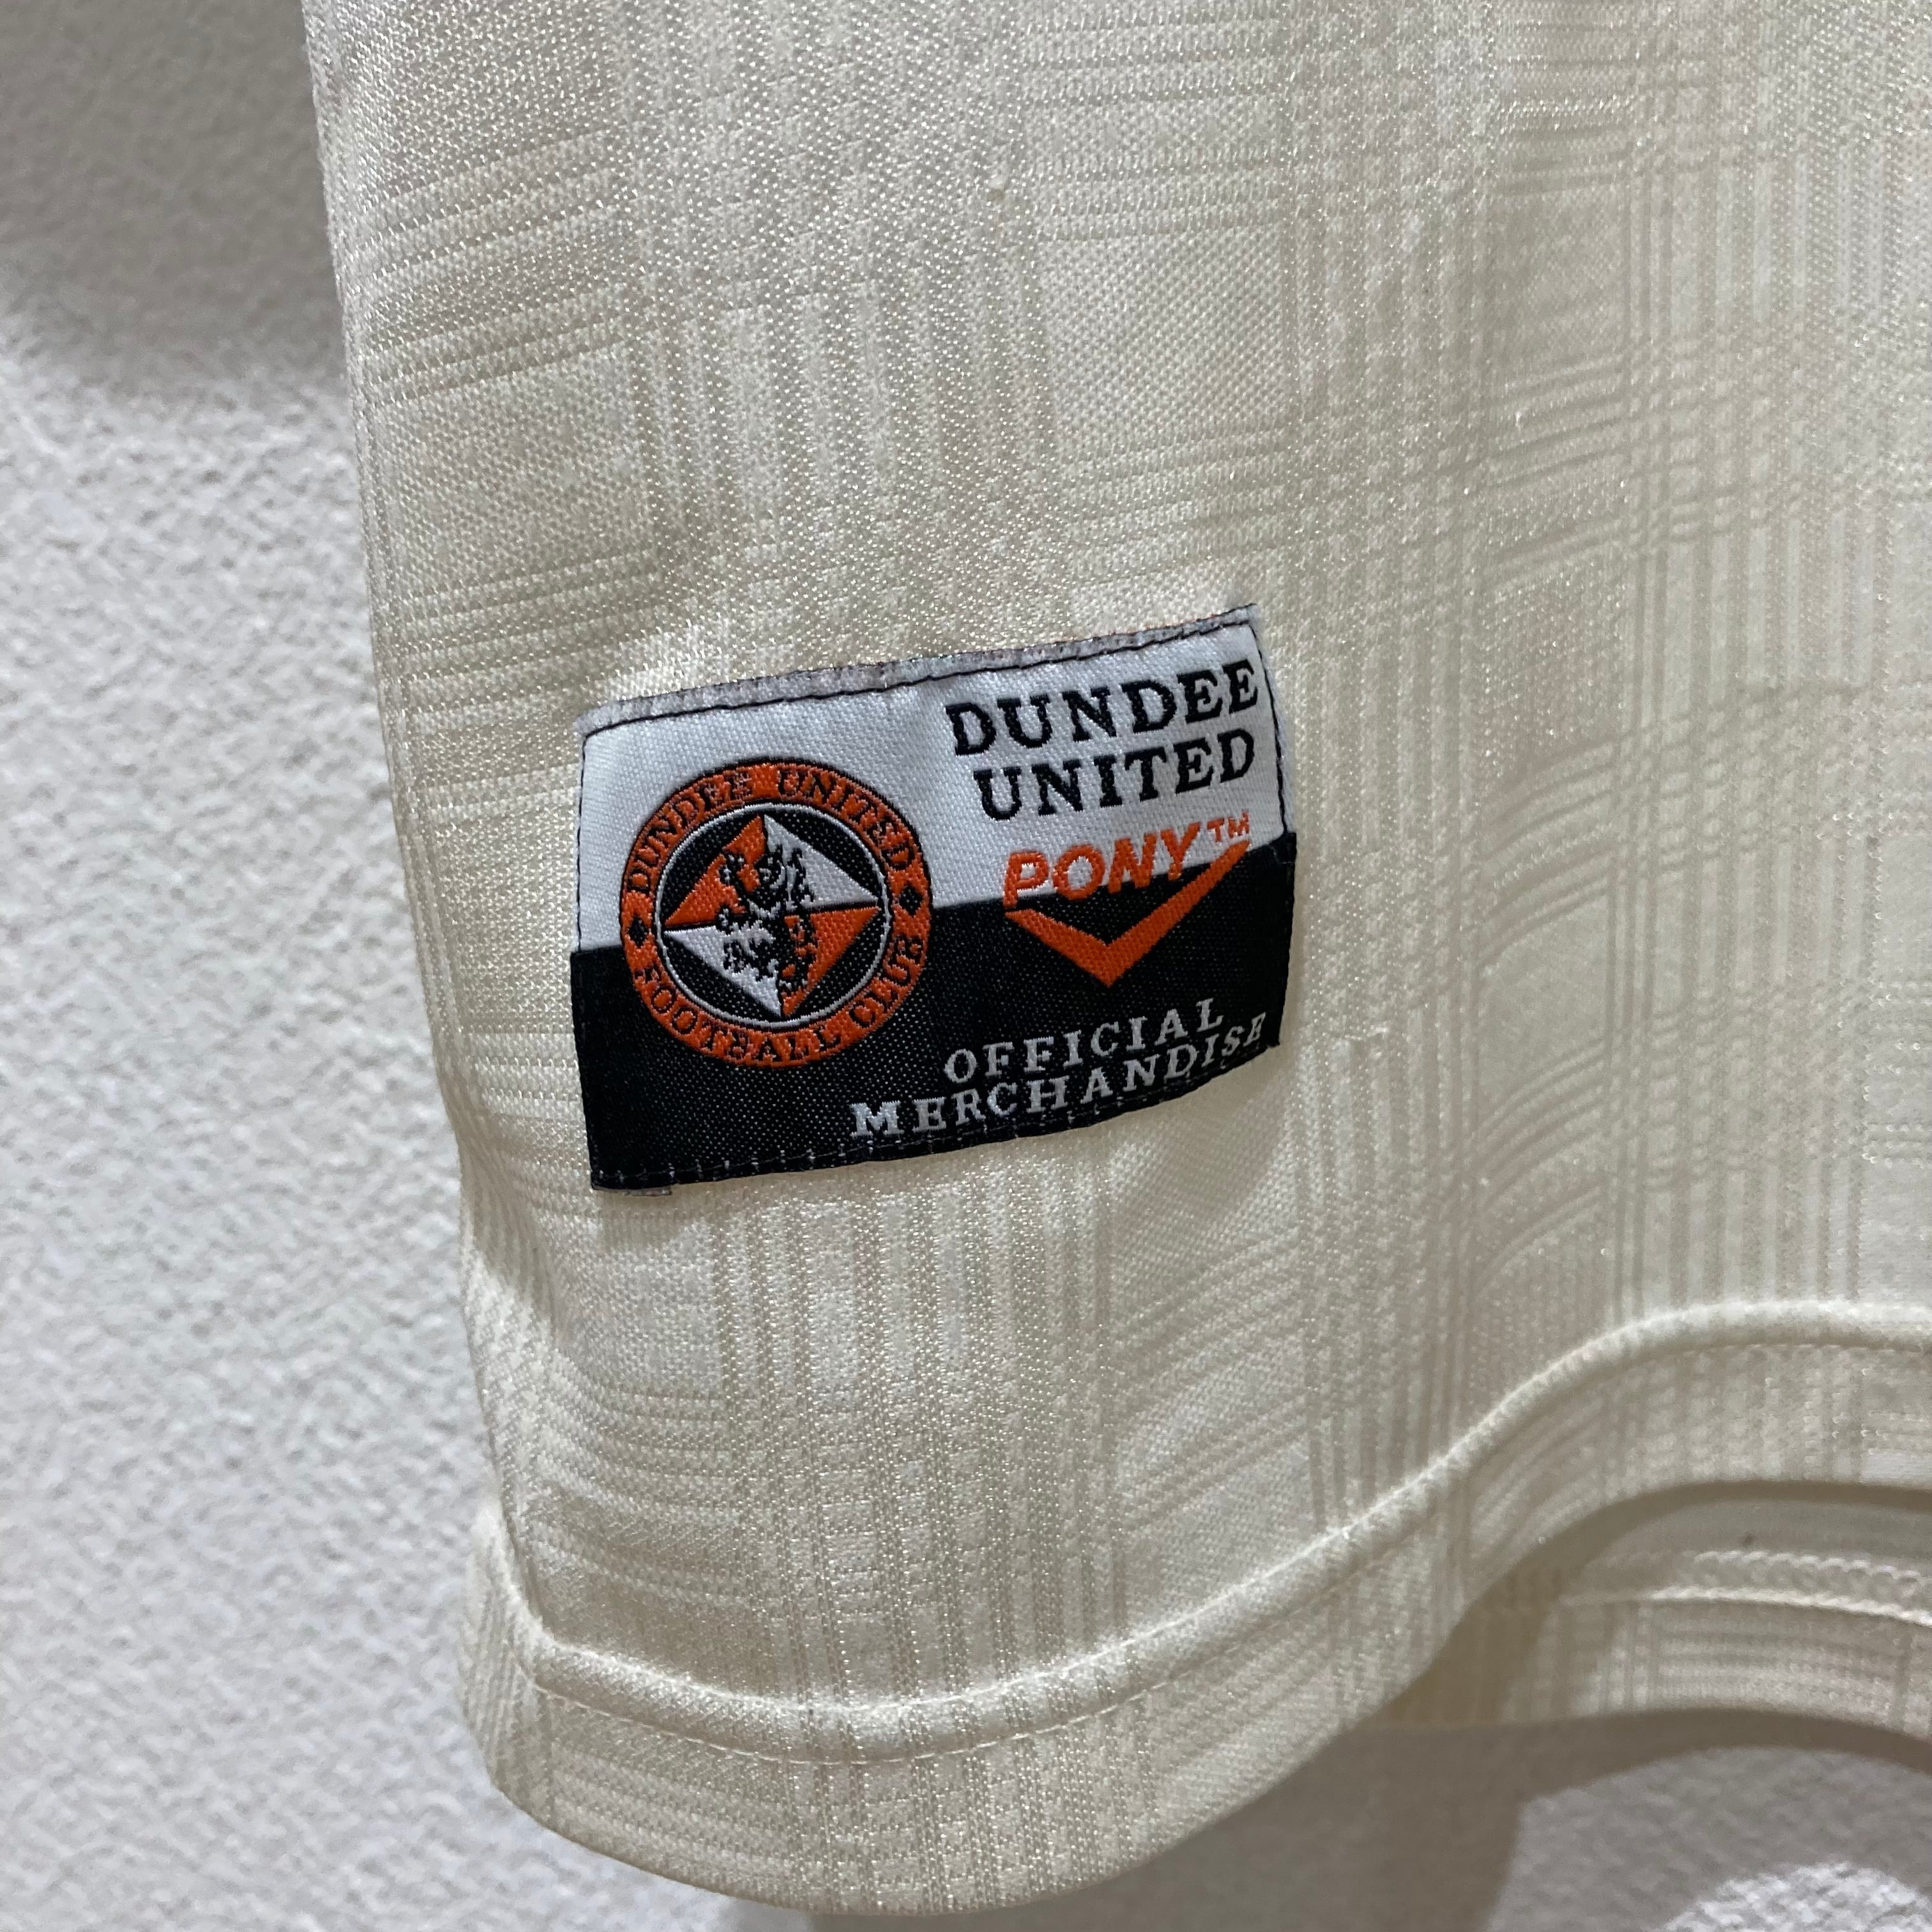 DUNDEE
UNITED
PONY™
OFFICIAL
MERCHANDISE
DUNDEE UNITED
FOOTBALL CLUB